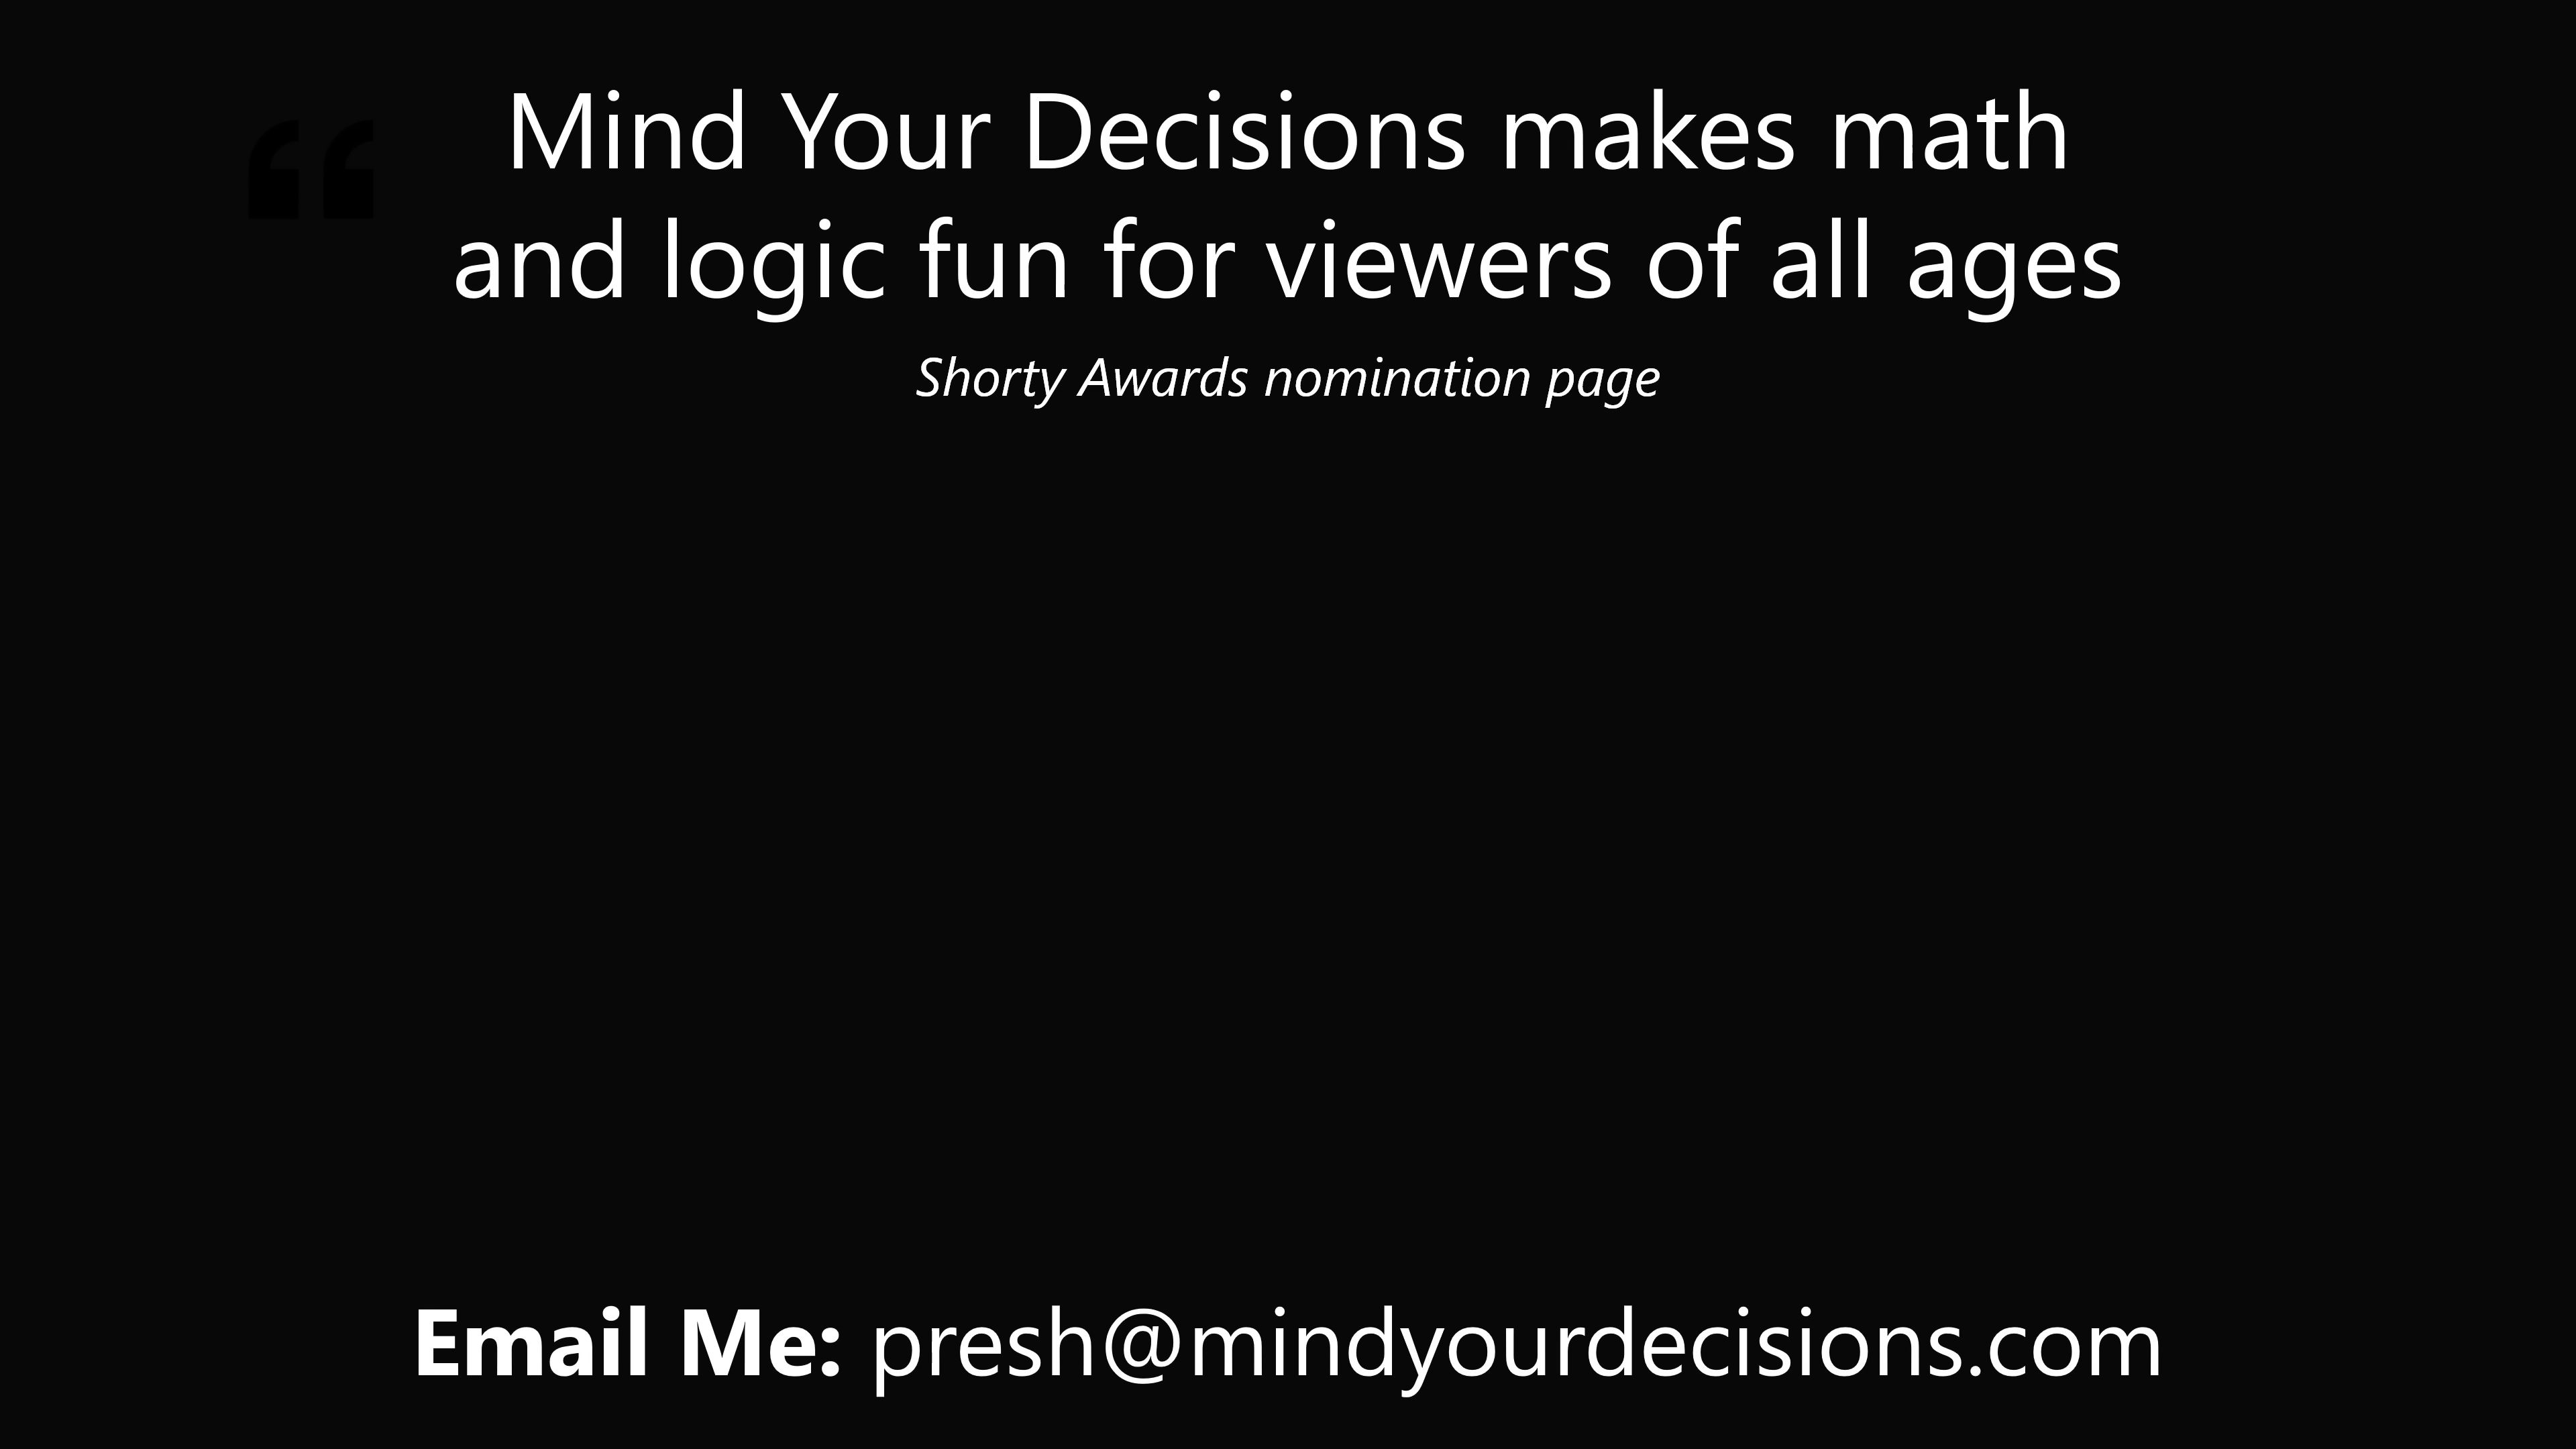 “
Mind Your Decisions makes math
and logic fun for viewers of all ages
Shorty Awards nomination page
Email Me: presh@mindyourdecisions.com